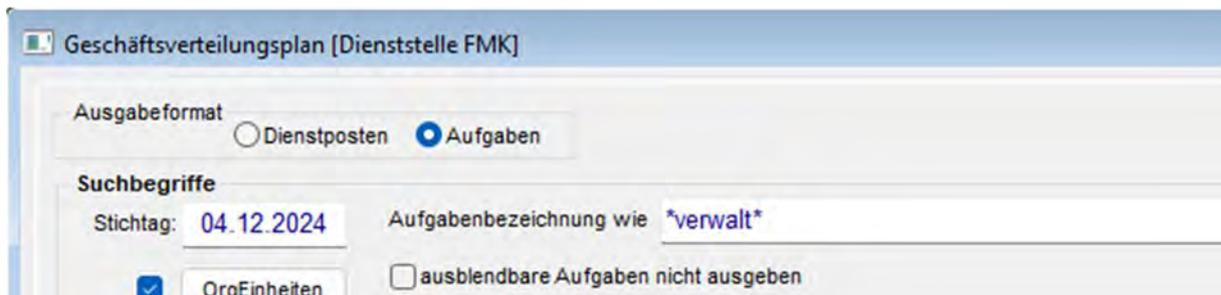 Geschäftsverteilungsplan [Dienststelle FMK]
Ausgabeformat
Dienstposten Aufgaben
Suchbegriffe
Stichtag: 04.12.2024 Aufgabenbezeichnung wie *verwalt*
OrgEinheiten ausblendbare Aufgaben nicht ausgeben